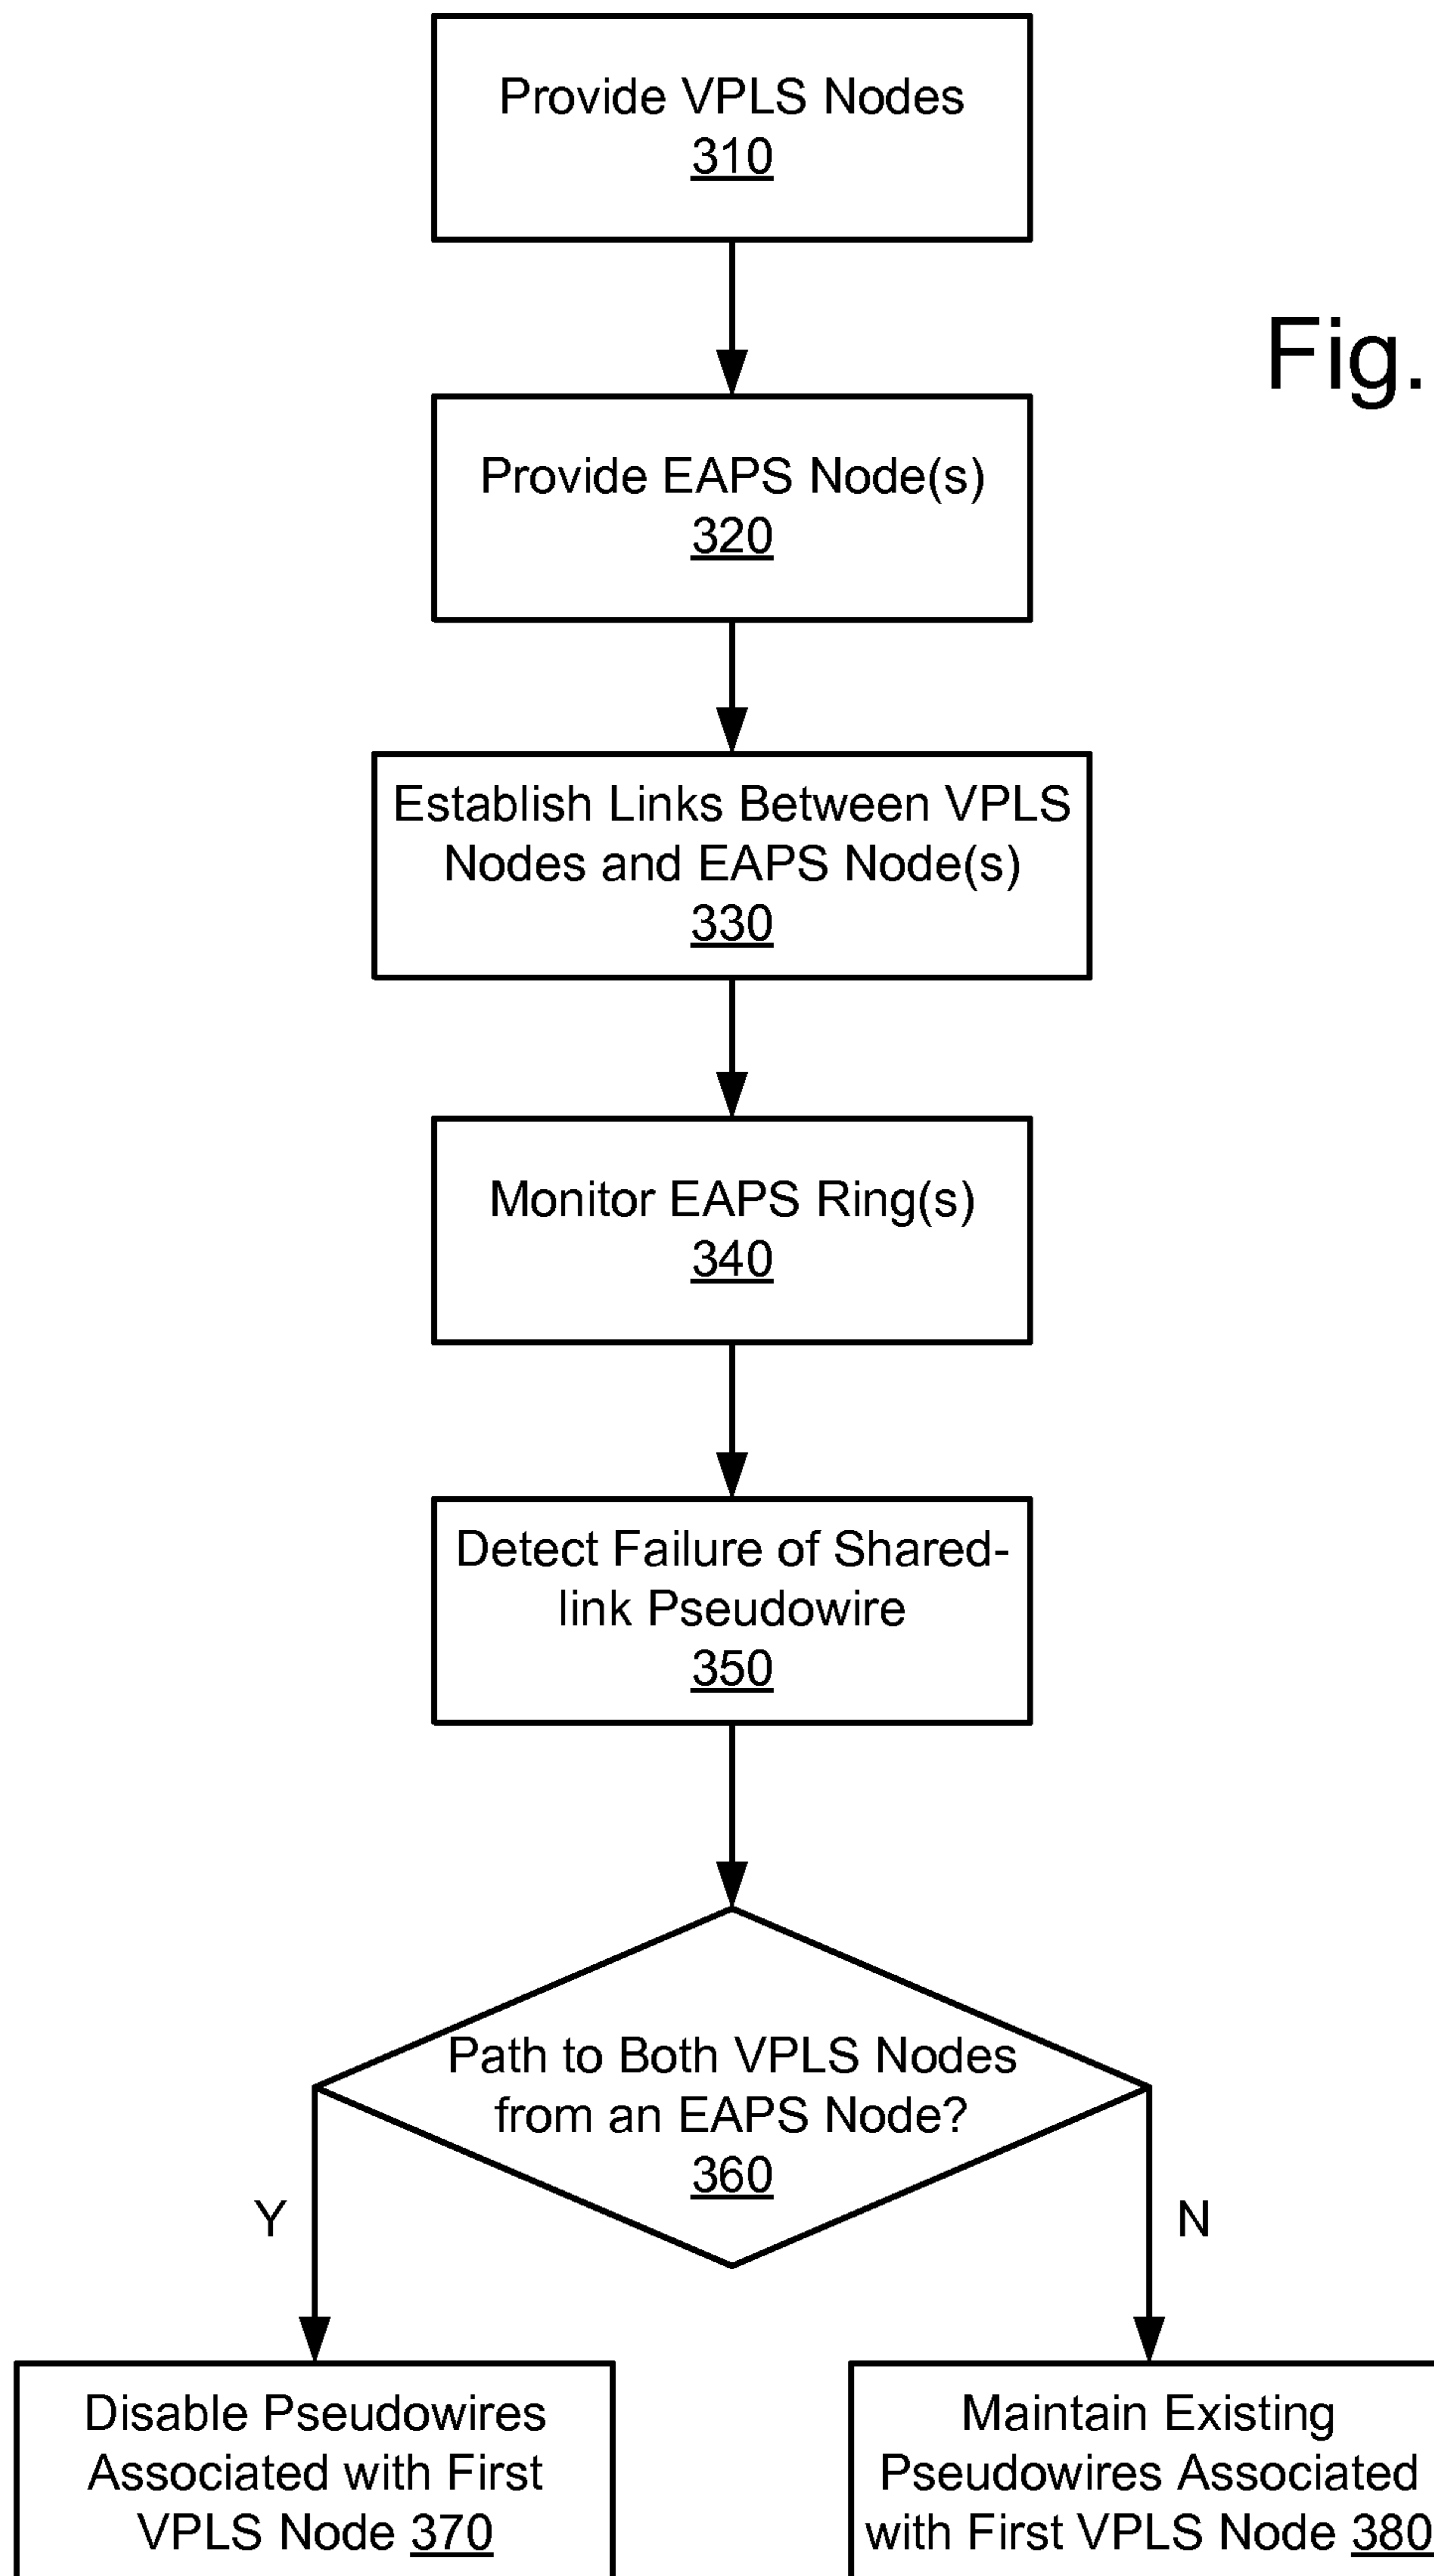 Provide VPLS Nodes
310
Fig.
Provide EAPS Node(s)
320
Establish Links Between VPLS
Nodes and EAPS Node(s)
330
Monitor EAPS Ring(s)
340
Detect Failure of Shared-
link Pseudowire
350
Path to Both VPLS Nodes
from an EAPS Node?
360
Y
N
Disable Pseudowires
Associated with First
VPLS Node 370
Maintain Existing
Pseudowires Associated
with First VPLS Node 380